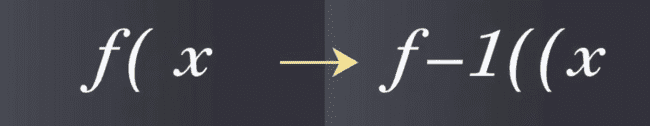 f( x → f−1((x